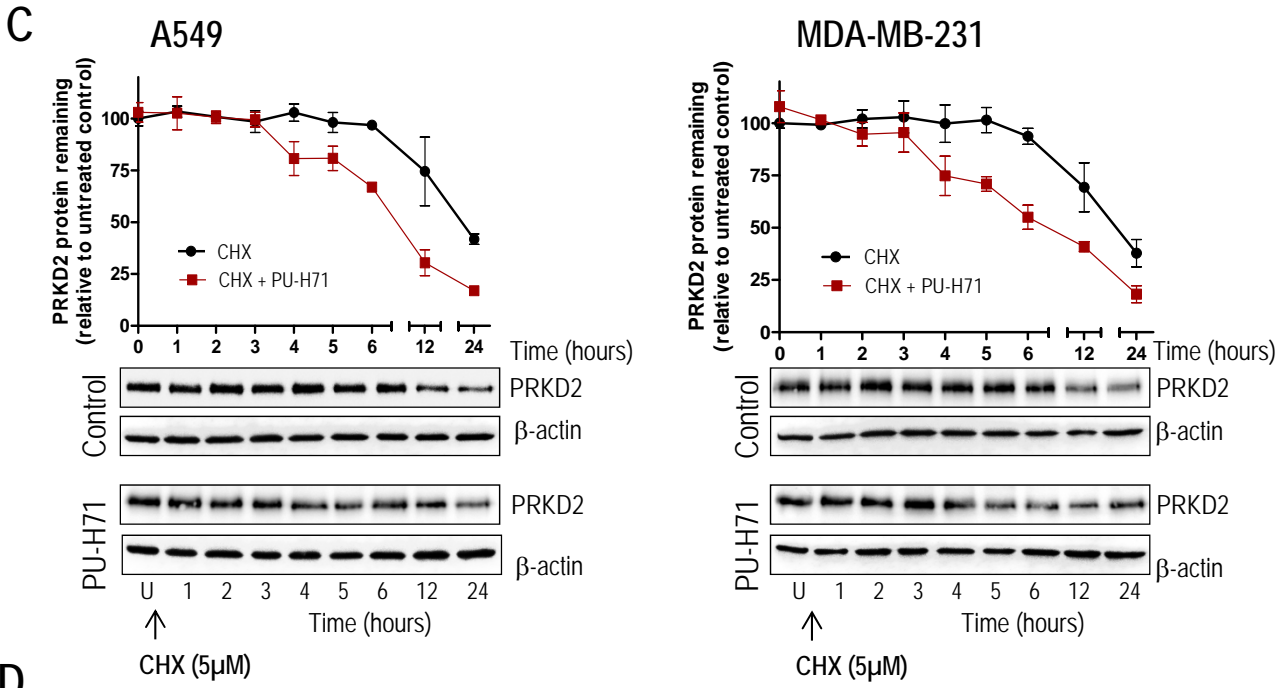 C
A549
PRKD2 protein remaining
(relative to untreated control)
100
75
50
25
0
CHX
CHX + PU-H71
0 1 2 3 4 5 6 12 24
Time (hours)
Control
PRKD2
β-actin
PU-H71
PRKD2
β-actin
U 1 2 3 4 5 6 12 24
Time (hours)
CHX (5µM)
MDA-MB-231
PRKD2 protein remaining
(relative to untreated control)
100
75
50
25
0
CHX
CHX + PU-H71
0 1 2 3 4 5 6 12 24
Time (hours)
Control
PRKD2
β-actin
PU-H71
PRKD2
β-actin
U 1 2 3 4 5 6 12 24
Time (hours)
CHX (5µM)
D